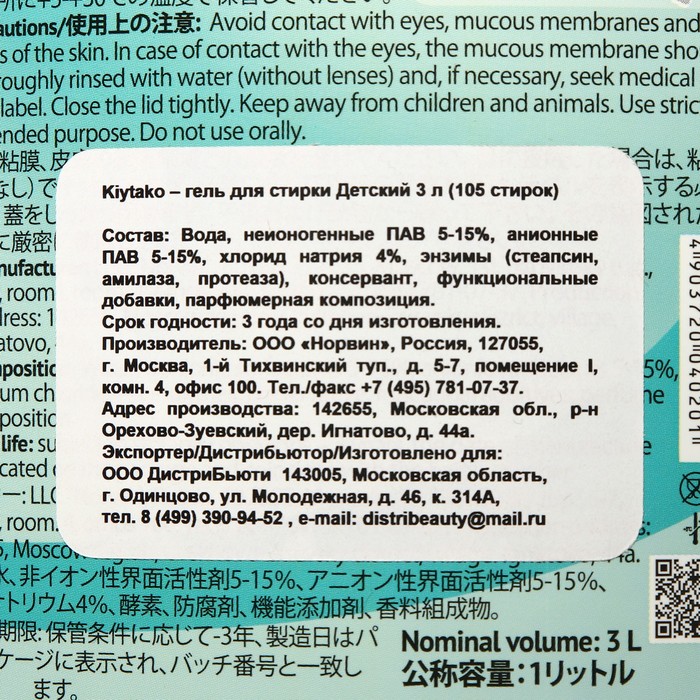 autions/使用上の注意: Avoid contact with eyes, mucous membranes and
s of the skin. In case of contact with the eyes, the mucous membrane sho
roughly rinsed with water (without lenses) and, if necessary, seek medical
label. Close the lid tightly. Keep away from children and animals. Use stric
ended purpose. Do not use orally.
Kiytako – гель для стирки Детский 3 л (105 стирок)
Состав: Вода, неионогенные ПАВ 5-15%, анионные
ПАВ 5-15%, хлорид натрия 4%, энзимы (стеапсин,
амилаза, протеаза), консервант, функциональные
добавки, парфюмерная композиция.
Срок годности: 3 года со дня изготовления.
Производитель: ООО «Норвин», Россия, 127055,
г. Москва, 1-й Тихвинский туп., д. 5-7, помещение I,
комн. 4, офис 100. Тел./факс +7 (495) 781-07-37.
Адрес производства: 142655, Московская обл., р-н
Орехово-Зуевский, дер. Игнатово, д. 44а.
Экспортер/Дистрибьютор/Изготовлено для:
ООО ДистриБьюти 143005, Московская область,
г. Одинцово, ул. Молодежная, д. 46, к. 314А,
тел. 8 (499) 390-94-52 , e-mail: distribeauty@mail.ru
水、非イオン性界面活性剤5-15%、アニオン性界面活性剤5-15%、
ナトリウム4%、酵素、防腐剤、機能添加剤、香料組成物。
期限: 保管条件に応じて-3年、製造日はパ
ケージに表示され、バッチ番号と一致し
ます。
Nominal volume: 3 L
公称容量：1リットル
4903720040201